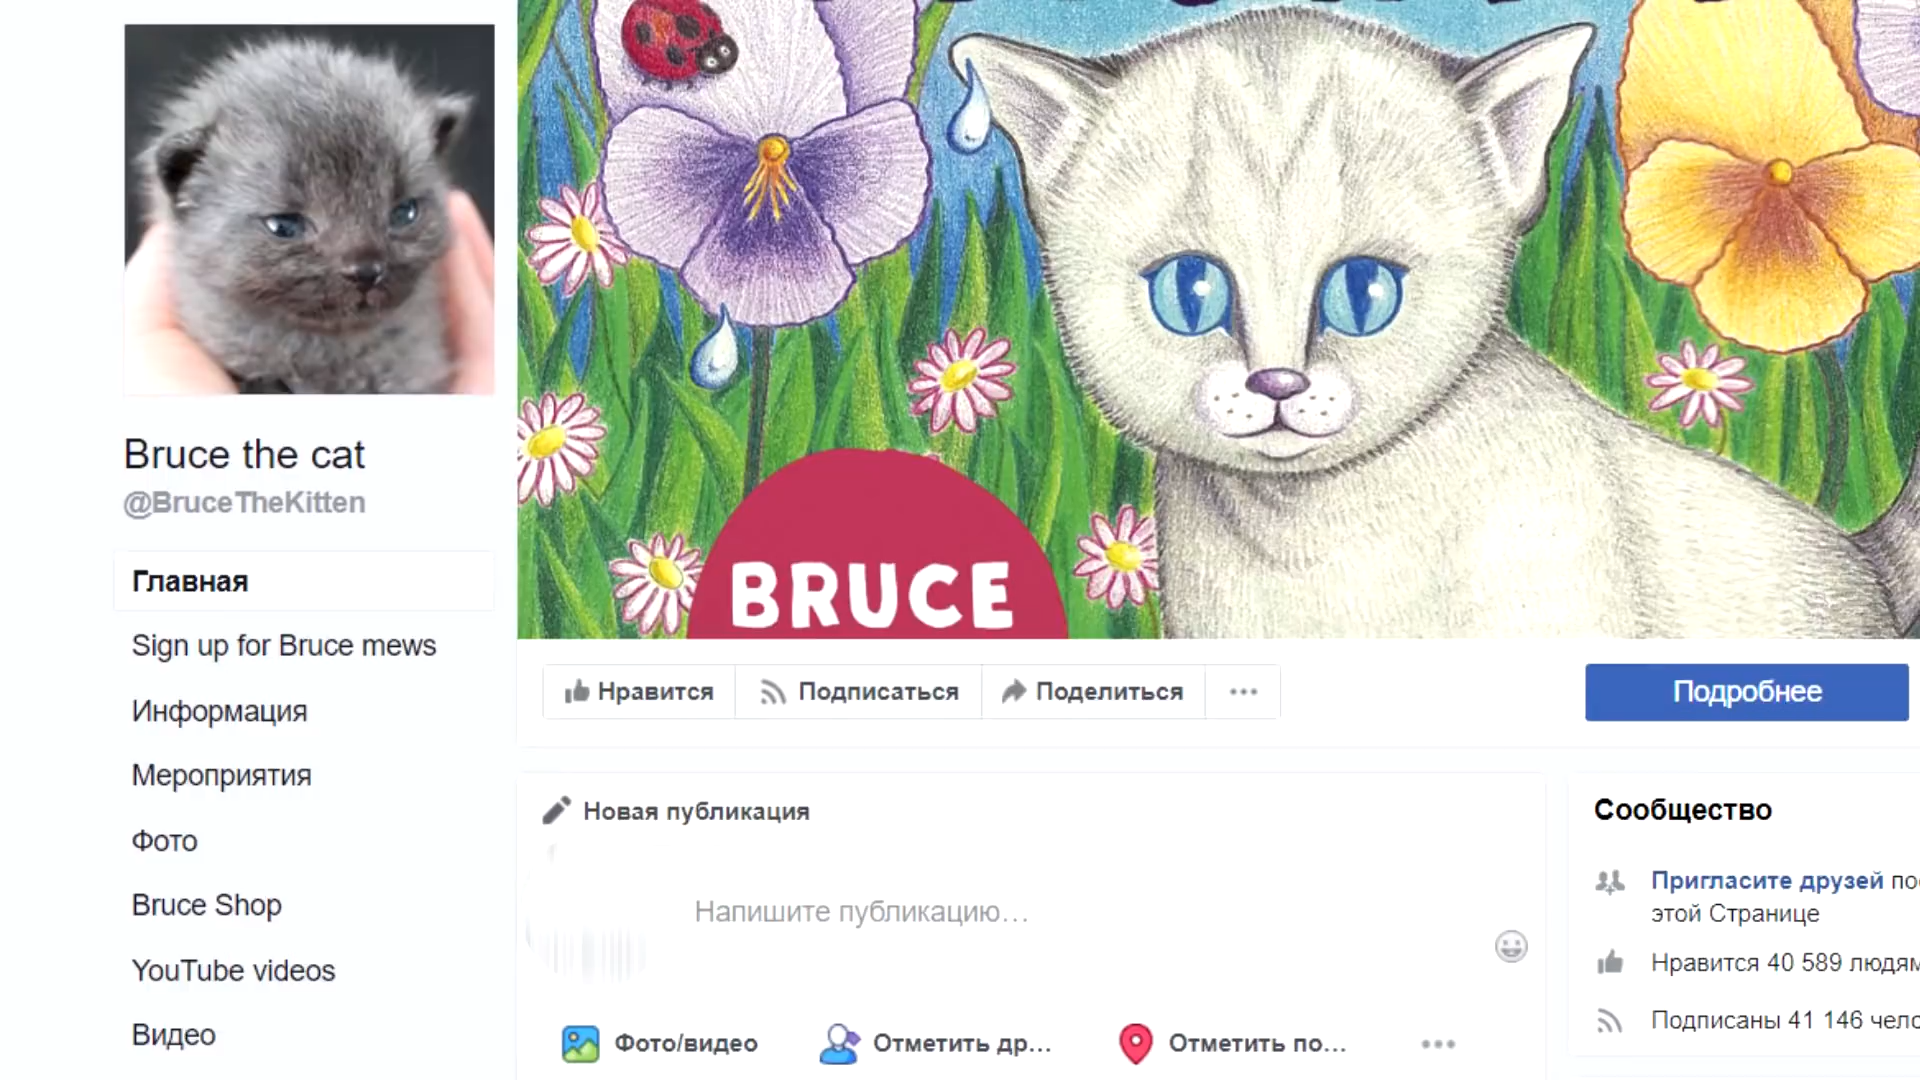 Bruce the cat
@BruceTheKitten
Главная
Sign up for Bruce mews
Информация
Мероприятия
Фото
Bruce Shop
YouTube videos
Видео
BRUCE
Нравится
Подписаться
Поделиться
Подробнее
Новая публикация
Напишите публикацию...
Фото/видео
Отметить др...
Отметить по...
Сообщество
Пригласите друзей
этой Странице
Нравится 40 589
Подписаны 41 146